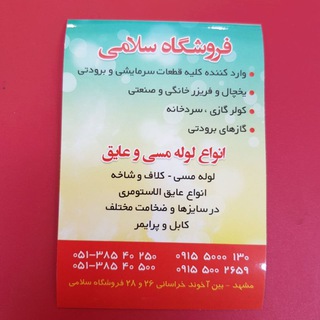 فروشگاه سلامی
وارد کننده کلیه قطعات سرمایشی و برودتی
یخچال و فریزر خانگی و صنعتی
کولر گازی ، سردخانه
گازهای برودتی
انواع لوله مسی و عایق
لوله مسی - کلاف و شاخه
انواع عایق الاستومری
در سایزها و ضخامت مختلف
کابل و پرایمر
۰۵۱-۳۸۵ ۴۰ ۲۵۰ ۰۹۱۵ ۵۰۰۰ ۱۳۰
۰۵۱-۳۸۵ ۴۰ ۵۰۰ ۰۹۱۵ ۵۰۰ ۲۶۵۹
مشهد - بین آخوند خراسانی ۲۶ و ۲۸ فروشگاه سلامی